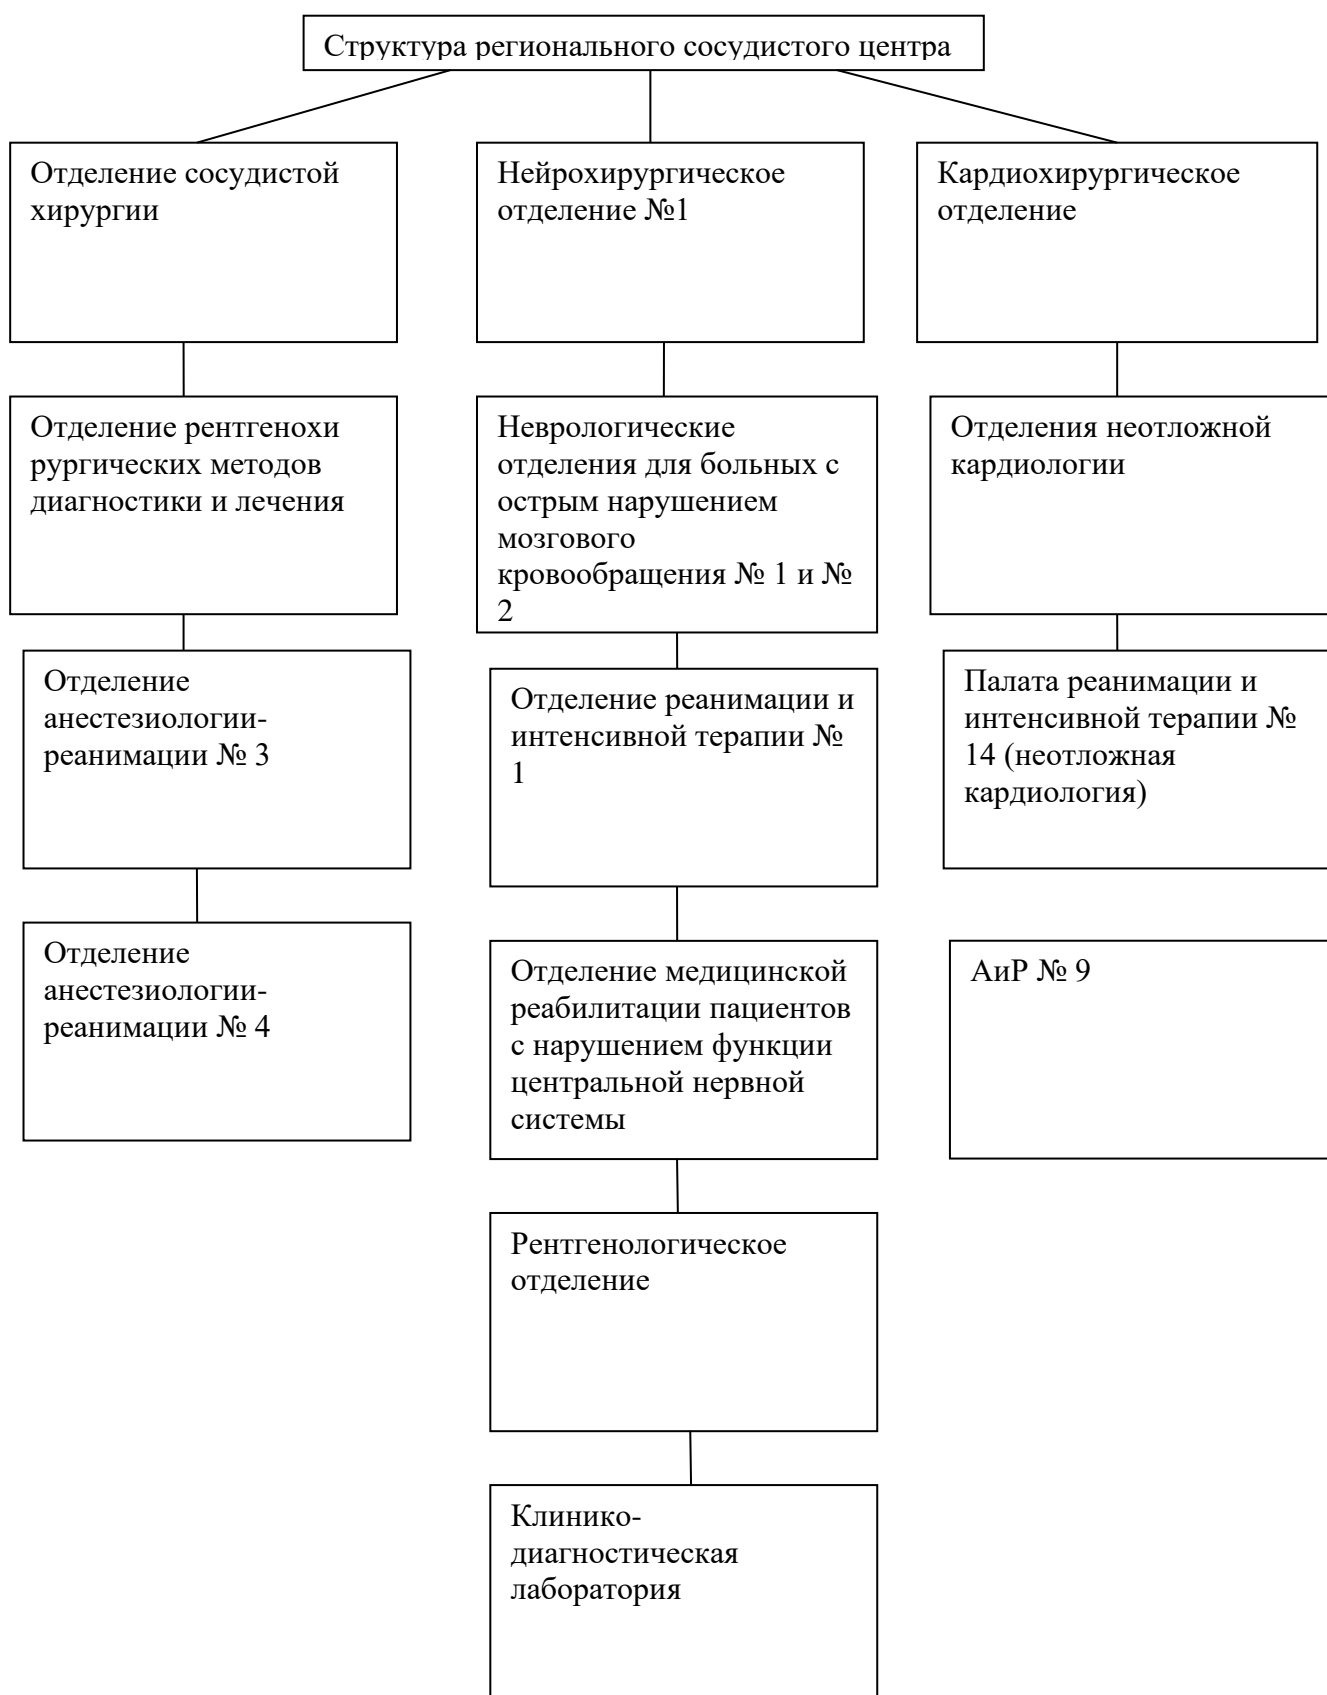 Структура регионального сосудистого центра
Отделение сосудистой
хирургии
Нейрохирургическое
отделение №1
Кардиохирургическое
отделение
Отделение рентгенохи
рургических методов
диагностики и лечения
Неврологические
отделения для больных с
острым нарушением
мозгового
кровообращения № 1 и №
2
Отделения неотложной
кардиологии
Отделение
анестезиологии-
реанимации № 3
Отделение реанимации и
интенсивной терапии №
1
Палата реанимации и
интенсивной терапии №
14 (неотложная
кардиология)
Отделение
анестезиологии-
реанимации № 4
Отделение медицинской
реабилитации пациентов
с нарушением функции
центральной нервной
системы
АиР № 9
Рентгенологическое
отделение
Клинико-
диагностическая
лаборатория